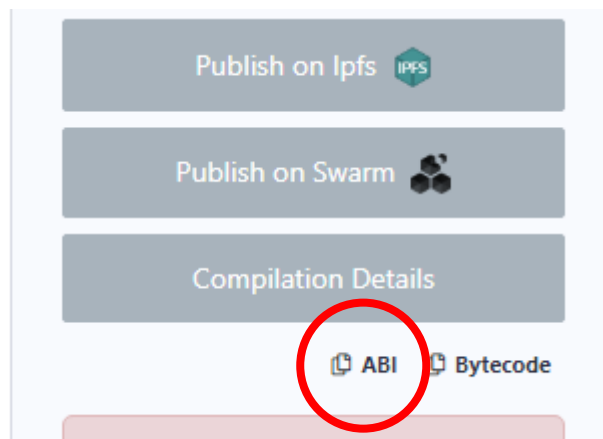 Publish on Ipfs IPFS
Publish on Swarm
Compilation Details
ABI Bytecode